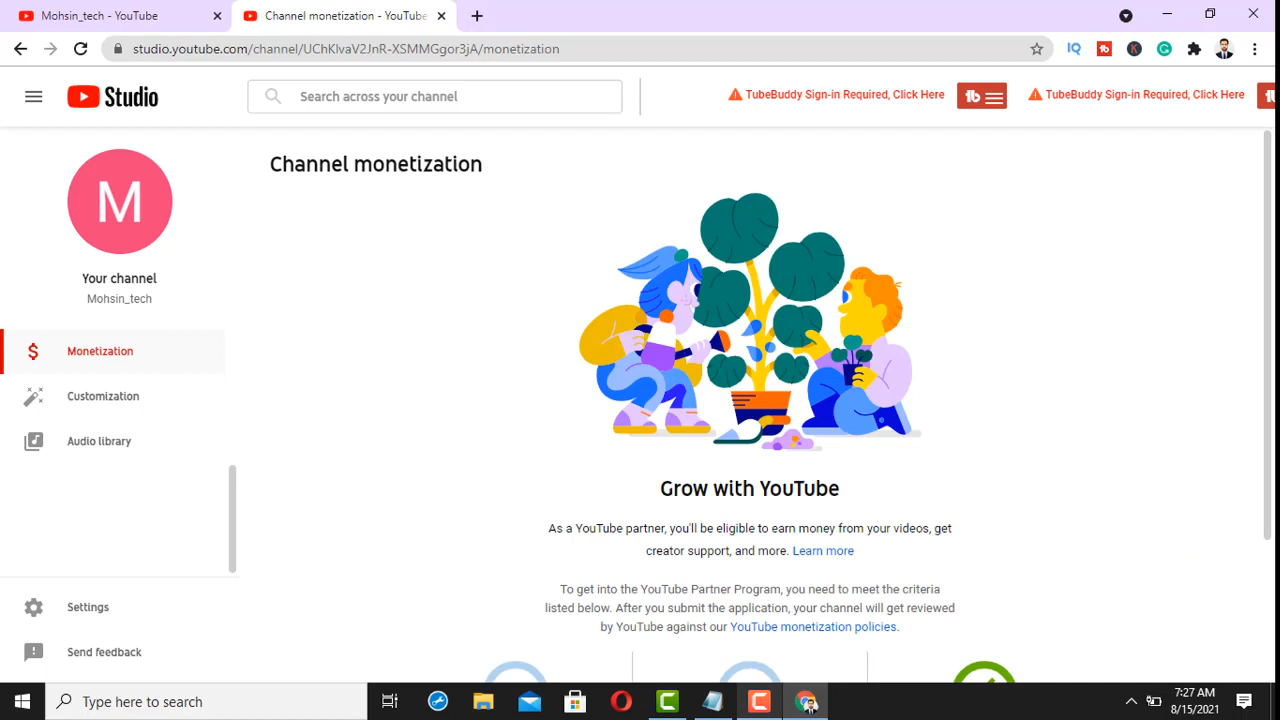 Mohsin_tech - YouTube
Channel monetization - YouTube
studio.youtube.com/channel/UChKlvaV2JnR-XSMMGgor3jA/monetization
IQ
tb
K
G
Studio
Search across your channel
TubeBuddy Sign-in Required, Click Here
tb
TubeBuddy Sign-in Required, Click Here
M
Your channel
Mohsin_tech
Monetization
Customization
Audio library
Settings
Send feedback
Channel monetization
Grow with YouTube
As a YouTube partner, you'll be eligible to earn money from your videos, get
creator support, and more. Learn more
To get into the YouTube Partner Program, you need to meet the criteria
listed below. After you submit the application, your channel will get reviewed
by YouTube against our YouTube monetization policies.
Type here to search
7:27 AM
8/15/2021